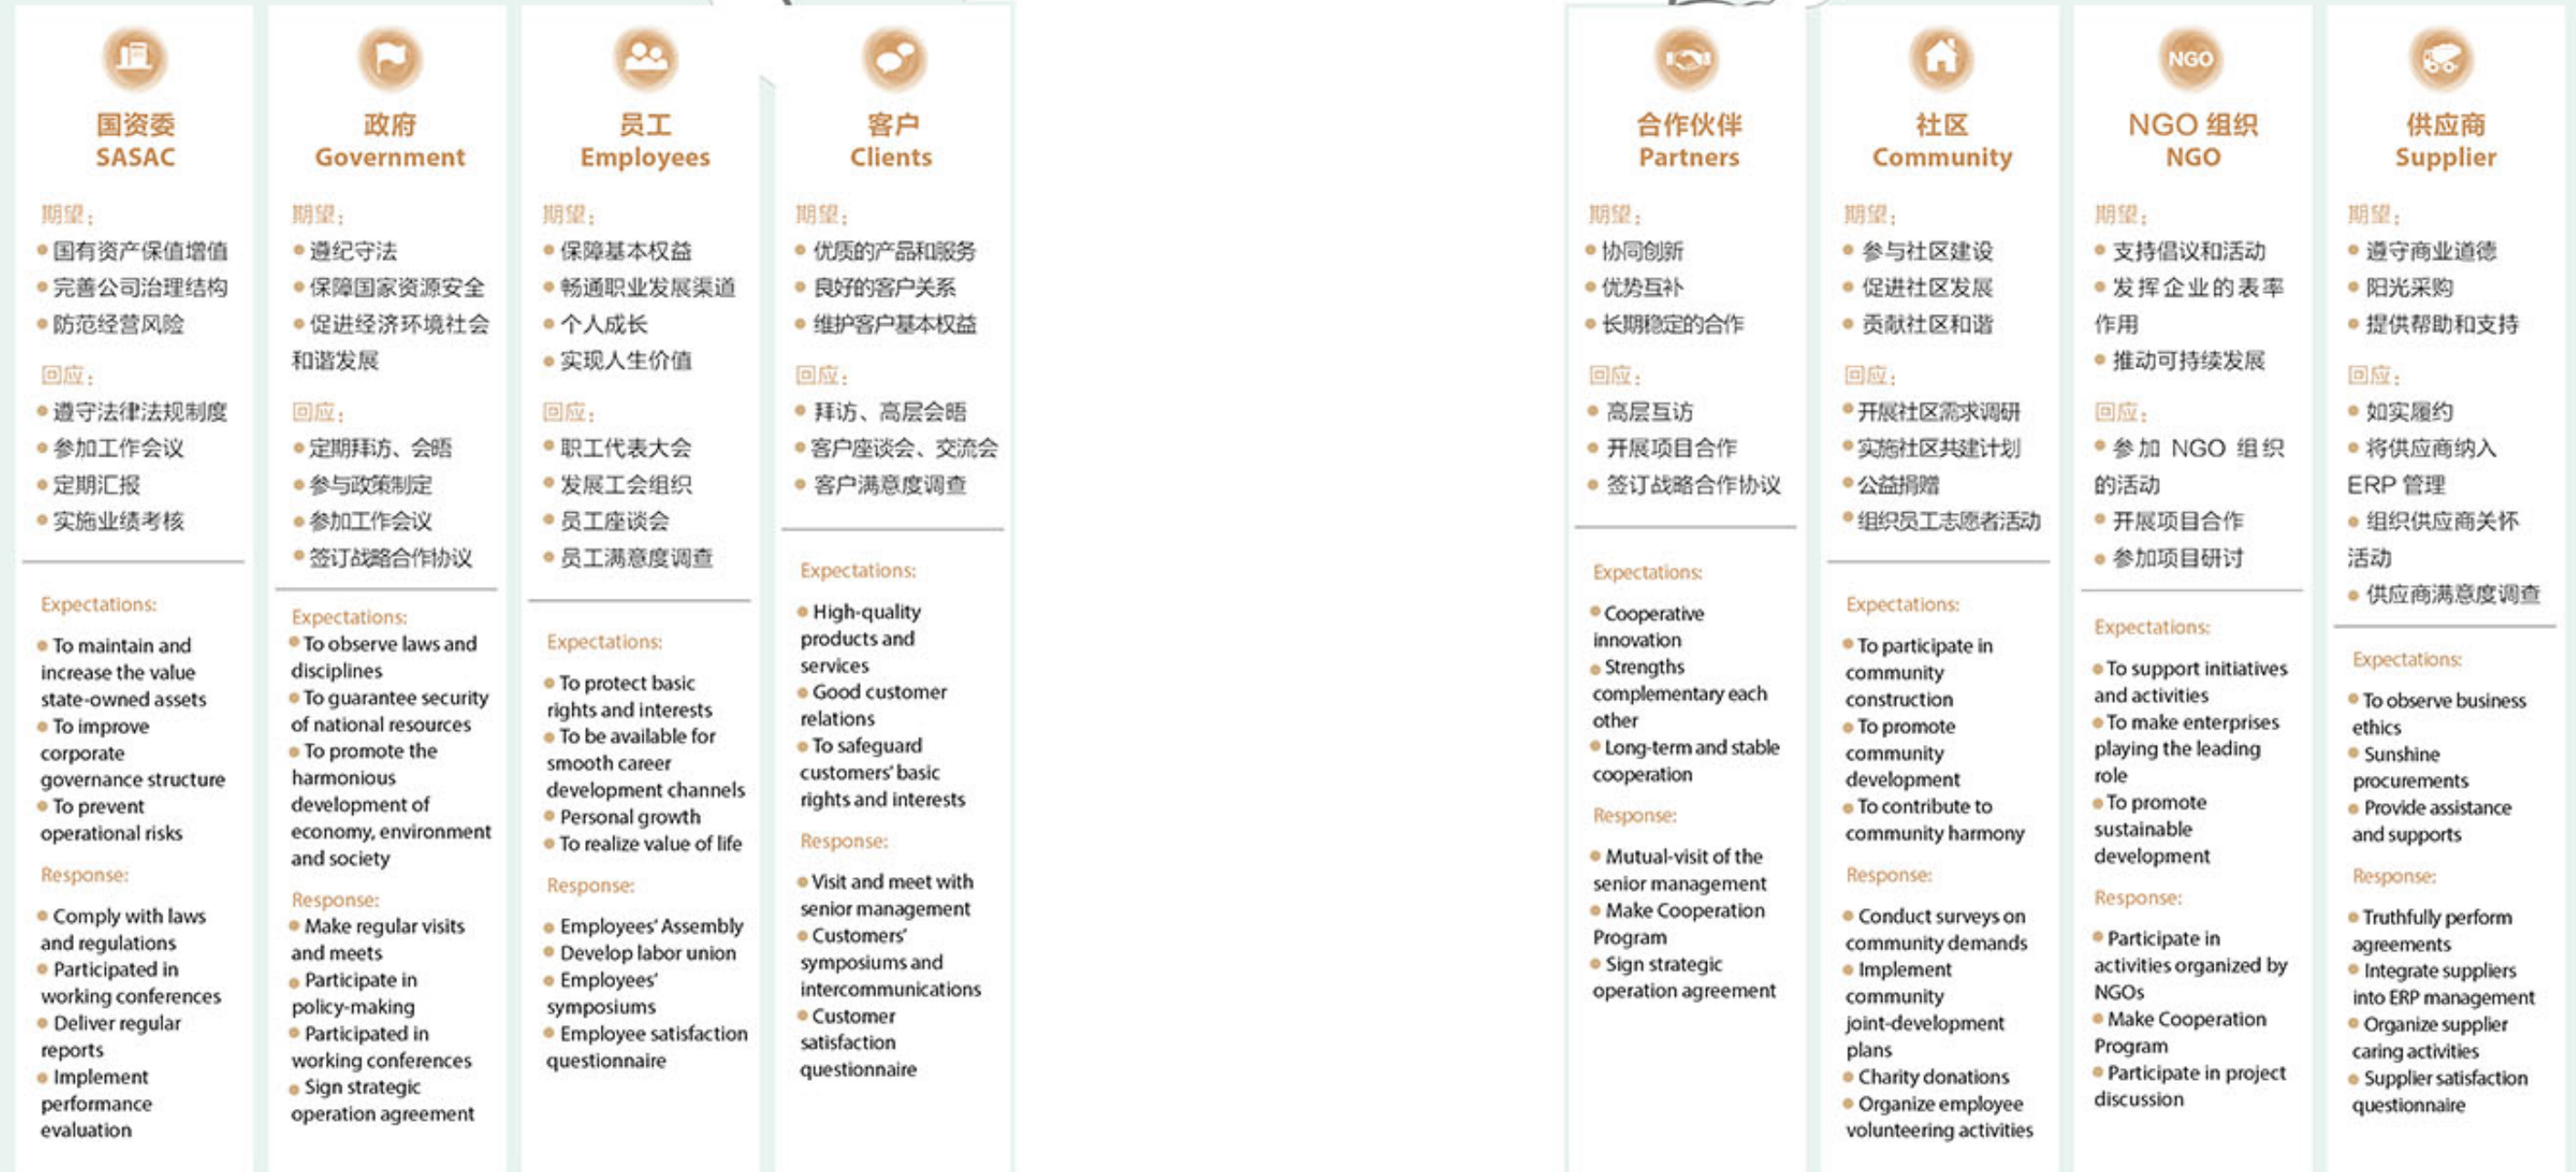 国资委
SASAC
期望：
国有资产保值增值
完善公司治理结构
防范经营风险
回应：
遵守法律法规制度
参加工作会议
定期汇报
实施业绩考核
Expectations:
To maintain and
increase the value
state-owned assets
To improve
corporate
governance structure
To prevent
operational risks
Response:
Comply with laws
and regulations
Participated in
working conferences
Deliver regular
reports
Implement
performance
evaluation
政府
Government
期望：
遵纪守法
保障国家资源安全
促进经济环境社会
和谐发展
回应：
定期拜访、会晤
参与政策制定
参加工作会议
签订战略合作协议
Expectations:
To observe laws and
disciplines
To guarantee security
of national resources
To promote the
harmonious
development of
economy, environment
and society
Response:
Make regular visits
and meets
Participate in
policy-making
Participated in
working conferences
Sign strategic
operation agreement
员工
Employees
期望：
保障基本权益
畅通职业发展渠道
个人成长
实现人生价值
回应：
职工代表大会
发展工会组织
员工座谈会
员工满意度调查
Expectations:
To protect basic
rights and interests
To be available for
smooth career
development channels
Personal growth
To realize value of life
Response:
Employees' Assembly
Develop labor union
Employees'
symposiums
Employee satisfaction
questionnaire
客户
Clients
期望：
优质的产品和服务
良好的客户关系
维护客户基本权益
回应：
拜访、高层会晤
客户座谈会、交流会
客户满意度调查
Expectations:
High-quality
products and
services
Good customer
relations
To safeguard
customers' basic
rights and interests
Response:
Visit and meet with
senior management
Customers'
symposiums and
intercommunications
Customer
satisfaction
questionnaire
合作伙伴
Partners
期望：
协同创新
优势互补
长期稳定的合作
回应：
高层互访
开展项目合作
签订战略合作协议
Expectations:
Cooperative
innovation
Strengths
complementary each
other
Long-term and stable
cooperation
Response:
Mutual-visit of the
senior management
Make Cooperation
Program
Sign strategic
operation agreement
社区
Community
期望：
参与社区建设
促进社区发展
贡献社区和谐
回应：
开展社区需求调研
实施社区共建计划
公益捐赠
组织员工志愿者活动
Expectations:
To participate in
community
construction
To promote
community
development
To contribute to
community harmony
Response:
Conduct surveys on
community demands
Implement
community
joint-development
plans
Charity donations
Organize employee
volunteering activities
NGO
NGO 组织
NGO
期望：
支持倡议和活动
发挥企业的表率
作用
推动可持续发展
回应：
参加 NGO 组织
的活动
开展项目合作
参加项目研讨
Expectations:
To support initiatives
and activities
To make enterprises
playing the leading
role
To promote
sustainable
development
Response:
Participate in
activities organized by
NGOs
Make Cooperation
Program
Participate in project
discussion
供应商
Supplier
期望：
遵守商业道德
阳光采购
提供帮助和支持
回应：
如实履约
将供应商纳入
ERP 管理
组织供应商关怀
活动
供应商满意度调查
Expectations:
To observe business
ethics
Sunshine
procurements
Provide assistance
and supports
Response:
Truthfully perform
agreements
Integrate suppliers
into ERP management
Organize supplier
caring activities
Supplier satisfaction
questionnaire